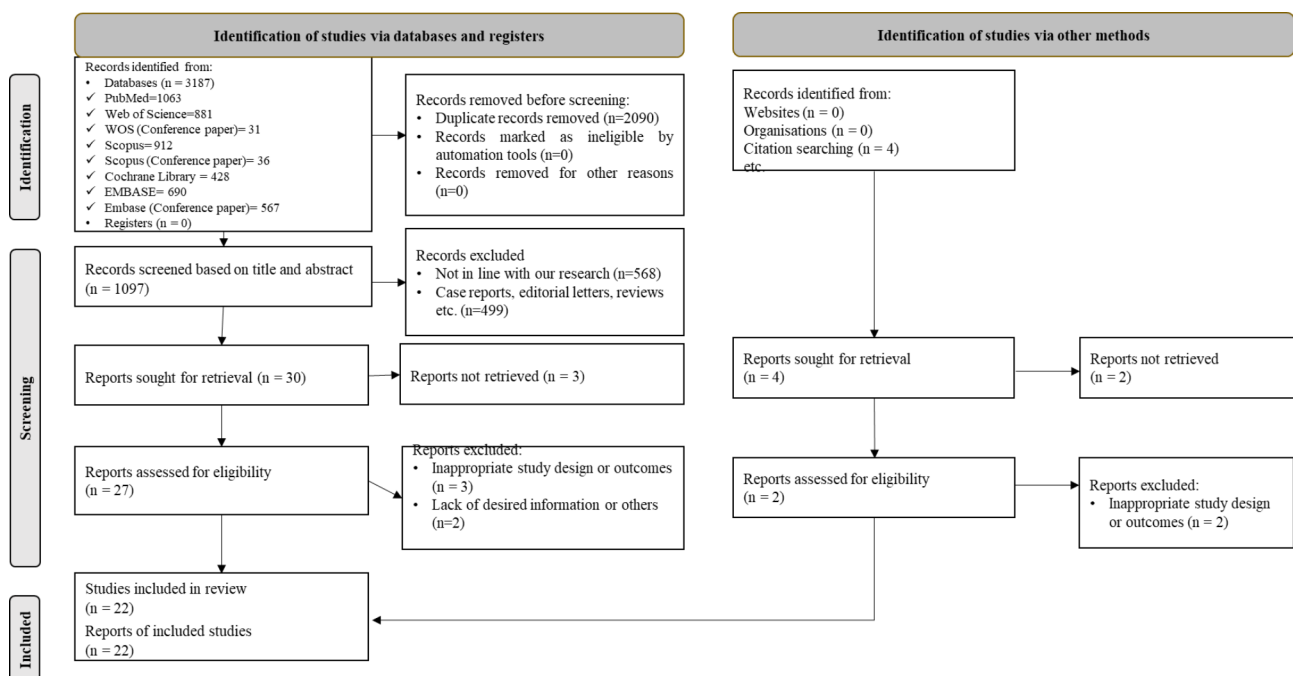 Identification of studies via databases and registers
Identification of studies via other methods
Identification
Records identified from:
• Databases (n = 3187)
✓ PubMed=1063
✓ Web of Science=881
✓ WOS (Conference paper)= 31
✓ Scopus=912
✓ Scopus (Conference paper)= 36
✓ Cochrane Library = 428
✓ EMBASE= 690
✓ Embase (Conference paper)= 567
• Registers (n = 0)
Records removed before screening:
• Duplicate records removed (n=2090)
• Records marked as ineligible by
automation tools (n=0)
• Records removed for other reasons
(n=0)
Records identified from:
Websites (n = 0)
Organisations (n = 0)
Citation searching (n = 4)
etc.
Screening
Records screened based on title and abstract
(n = 1097)
Records excluded
• Not in line with our research (n=568)
• Case reports, editorial letters, reviews
etc. (n=499)
Reports sought for retrieval (n = 30)
Reports not retrieved (n = 3)
Reports sought for retrieval
(n = 4)
Reports not retrieved
(n = 2)
Reports assessed for eligibility
(n = 27)
Reports excluded:
• Inappropriate study design or outcomes
(n = 3)
• Lack of desired information or others
(n=2)
Reports assessed for eligibility
(n = 2)
Reports excluded:
• Inappropriate study design
or outcomes (n = 2)
Included
Studies included in review
(n = 22)
Reports of included studies
(n = 22)